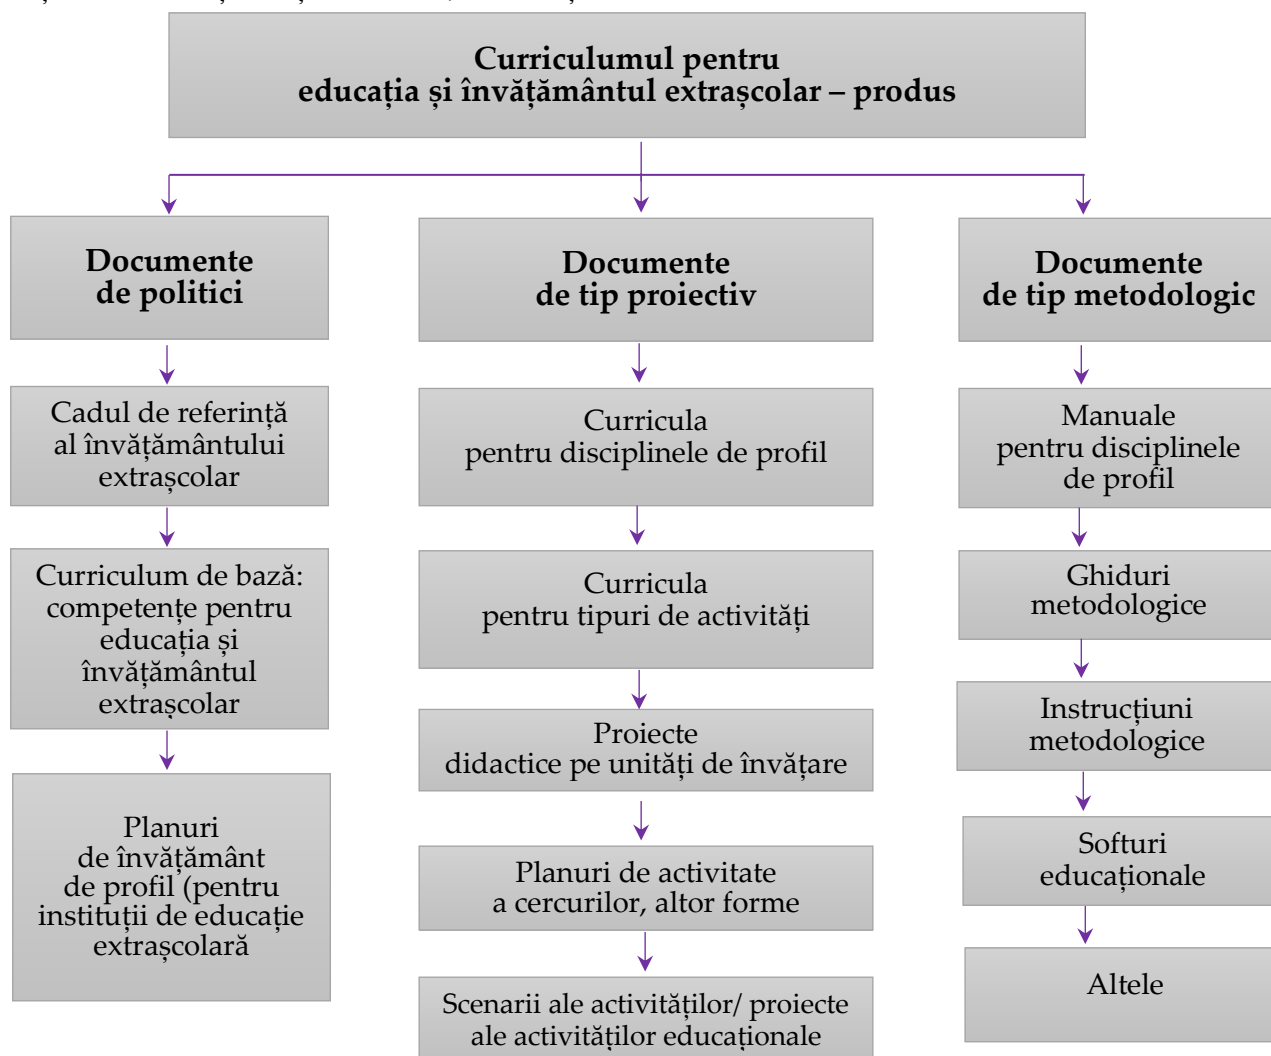 Curriculumul pentru
educația și învățământul extrașcolar – produs
Documente
de politici
Cadul de referință
al învățământului
extrașcolar
Curriculum de bază:
competențe pentru
educația și
învățământul
extrașcolar
Planuri
de învățământ
de profil (pentru
instituții de educație
extrașcolară
Documente
de tip proiectiv
Curricula
pentru disciplinele de profil
Curricula
pentru tipuri de activități
Proiecte
didactice pe unități de învățare
Planuri de activitate
a cercurilor, altor forme
Scenarii ale activităților/ proiecte
ale activităților educaționale
Documente
de tip metodologic
Manuale
pentru disciplinele
de profil
Ghiduri
metodologice
Instrucțiuni
metodologice
Softuri
educaționale
Altele